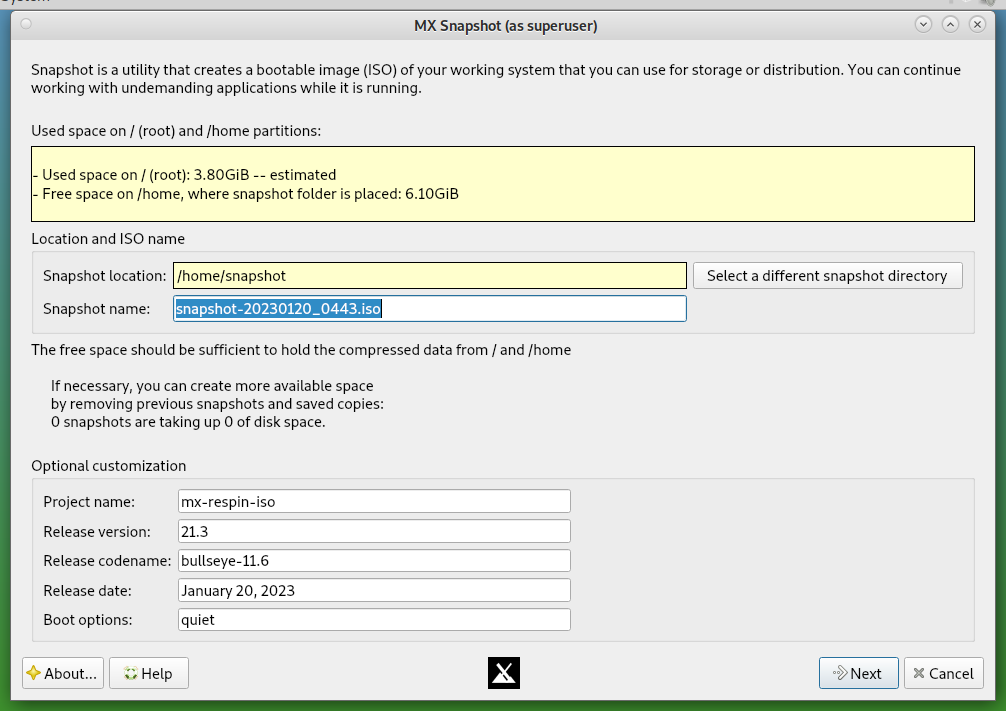 MX Snapshot (as superuser)
Snapshot is a utility that creates a bootable image (ISO) of your working system that you can use for storage or distribution. You can continue
working with undemanding applications while it is running.
Used space on / (root) and /home partitions:
- Used space on / (root): 3.80GiB -- estimated
- Free space on /home, where snapshot folder is placed: 6.10GiB
Location and ISO name
Snapshot location: /home/snapshot Select a different snapshot directory
Snapshot name: snapshot-20230120_0443.iso
The free space should be sufficient to hold the compressed data from / and /home
If necessary, you can create more available space
by removing previous snapshots and saved copies:
0 snapshots are taking up 0 of disk space.
Optional customization
Project name: mx-respin-iso
Release version: 21.3
Release codename: bullseye-11.6
Release date: January 20, 2023
Boot options: quiet
About... Help Next Cancel